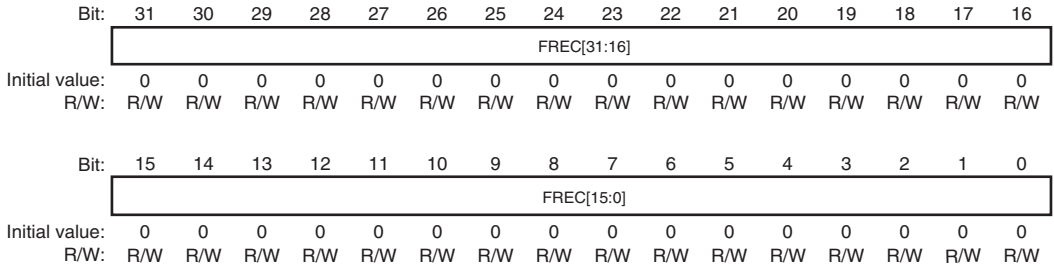 Bit: 31 30 29 28 27 26 25 24 23 22 21 20 19 18 17 16
FREC[31:16]
Initial value: 0 0 0 0 0 0 0 0 0 0 0 0 0 0 0 0
R/W: R/W R/W R/W R/W R/W R/W R/W R/W R/W R/W R/W R/W R/W R/W R/W R/W
Bit: 15 14 13 12 11 10 9 8 7 6 5 4 3 2 1 0
FREC[15:0]
Initial value: 0 0 0 0 0 0 0 0 0 0 0 0 0 0 0 0
R/W: R/W R/W R/W R/W R/W R/W R/W R/W R/W R/W R/W R/W R/W R/W R/W R/W